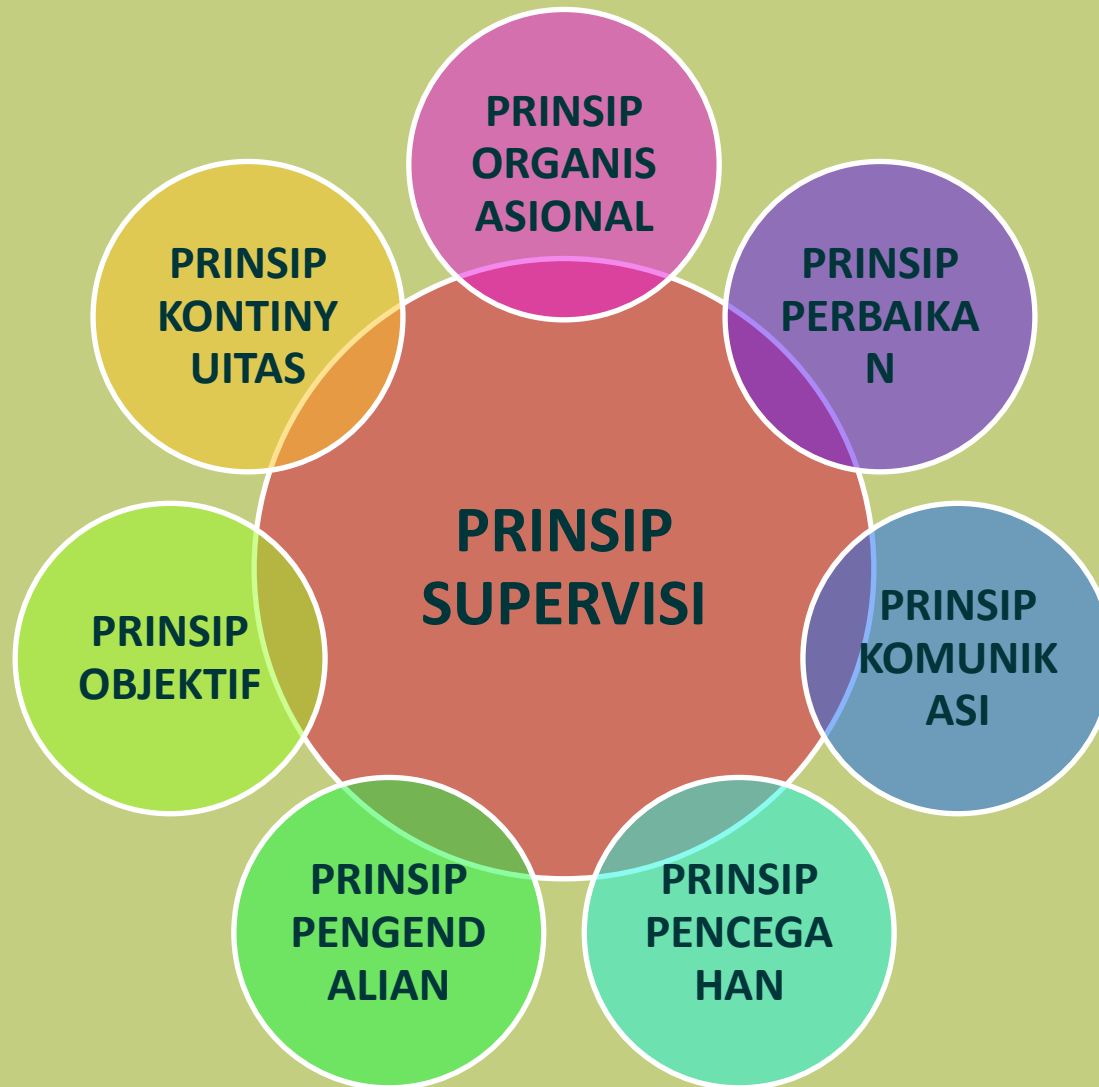 PRINSIP
ORGANIS
ASIONAL
PRINSIP
PERBAIKA
N
PRINSIP
KOMUNIK
ASI
PRINSIP
PENCEGA
HAN
PRINSIP
PENGEND
ALIAN
PRINSIP
OBJEKTIF
PRINSIP
KONTINY
UITAS
PRINSIP
SUPERVISI